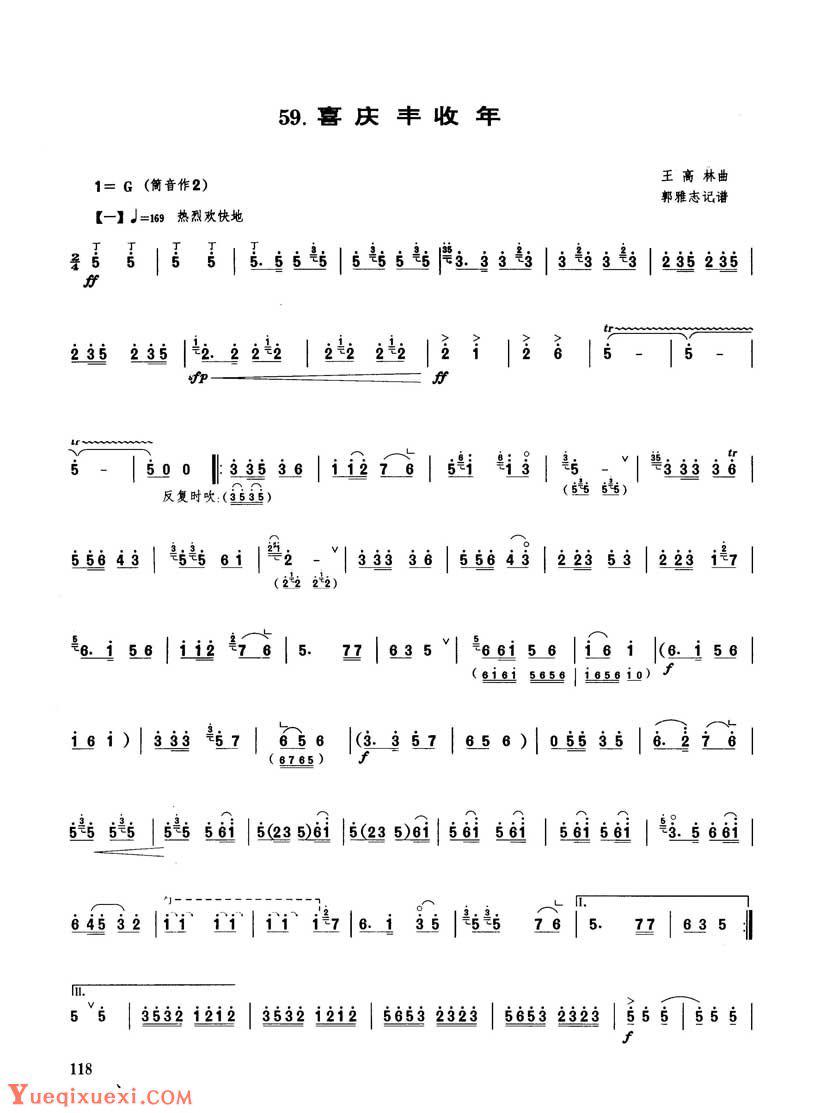 59. 喜庆丰收年
王高林曲
1= G (筒音作2)
郭雅志记谱
【一】♩=169 热烈欢快地
2/4 5 5 | 5 5 | 5. 5 5 5 | 5 5 5 5 | 3. 3 3 3 | 3 3 3 3 | 2 35 2 35 |
ff
2 35 2 35 | 2. 2 2 2 | 2 2 2 2 | 2 1 | 2 6 | 5 - | 5 - |
sfp ff
5 - | 5 0 0 |: 3 35 3 6 | 1 12 7 6 | 5 1 1 3 | 5 - | 3 33 3 6 |
反复时吹:(3535) (55 55)
5 56 4 3 | 5 5 6 1 | 2 - | 3 33 3 6 | 5 56 4 3 | 2 23 5 3 | 2 23 1 7 |
(22 22)
6. 1 5 6 | 1 12 7 6 | 5. 77 | 6 3 5 | 6 61 5 6 | 1 6 1 | (6. 1 5 6 |
(6161 5656 | 1656 10) f
1 6 1 ) | 3 33 5 7 | 6 5 6 | (3. 3 5 7 | 6 5 6 ) | 0 55 3 5 | 6. 2 7 6 |
(6765) f
5 5 5 5 | 5 5 5 61 | 5(23 5)61 | 5(23 5)61 | 5 61 5 61 | 5 61 5 61 | 3. 5 6 61 |
6 45 3 2 | 1 1 1 1 | 1 1 1 7 | 6. 1 3 5 | 5 5 7 6 | 5. 77 | 6 3 5 :|
I.
II.
5 5 | 3532 1212 | 3532 1212 | 5653 2323 | 5653 2323 | 5 5 5 | 5 5 5 |
f
118
Yueqixuexi.com